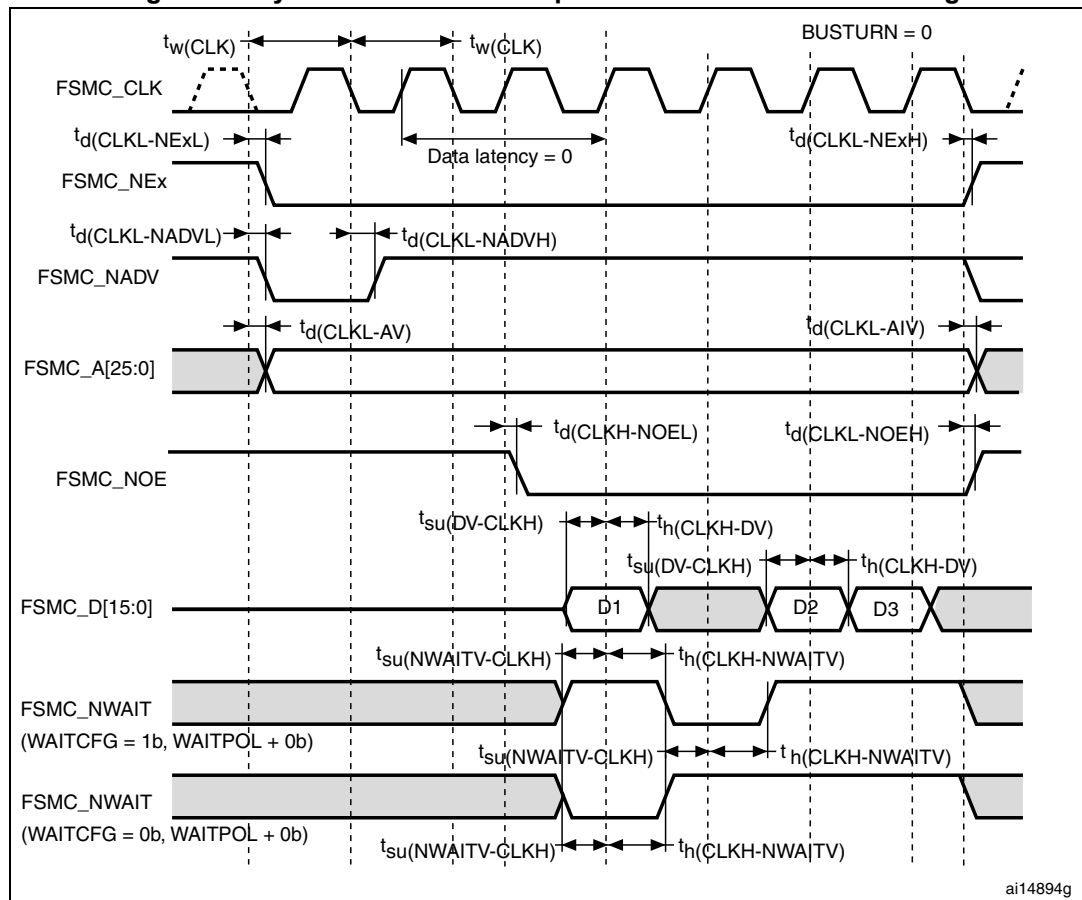 BUSTURN = 0
tw(CLK) tw(CLK)
FSMC_CLK
td(CLKL-NExL) Data latency = 0 td(CLKL-NExH)
FSMC_NEx
td(CLKL-NADVL) td(CLKL-NADVH)
FSMC_NADV
td(CLKL-AV) td(CLKL-AIV)
FSMC_A[25:0]
td(CLKH-NOEL) td(CLKL-NOEH)
FSMC_NOE
tsu(DV-CLKH) th(CLKH-DV)
tsu(DV-CLKH) th(CLKH-DV)
FSMC_D[15:0] D1 D2 D3
tsu(NWAITV-CLKH) th(CLKH-NWAITV)
FSMC_NWAIT
(WAITCFG = 1b, WAITPOL + 0b)
tsu(NWAITV-CLKH) th(CLKH-NWAITV)
FSMC_NWAIT
(WAITCFG = 0b, WAITPOL + 0b)
tsu(NWAITV-CLKH) th(CLKH-NWAITV)
ai14894g